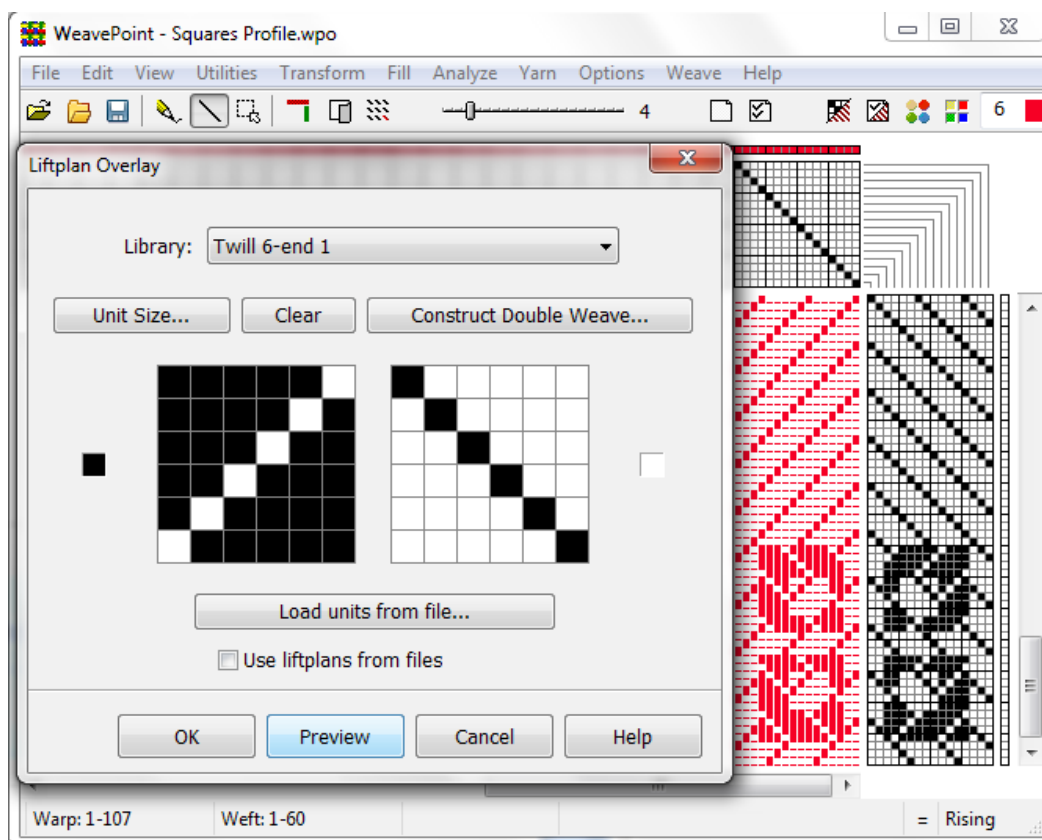 WeavePoint - Squares Profile.wpo
File Edit View Utilities Transform Fill Analyze Yarn Options Weave Help
4
6
Liftplan Overlay
Library: Twill 6-end 1
Unit Size... Clear Construct Double Weave...
Load units from file...
Use liftplans from files
OK Preview Cancel Help
Warp: 1-107 Weft: 1-60 = Rising